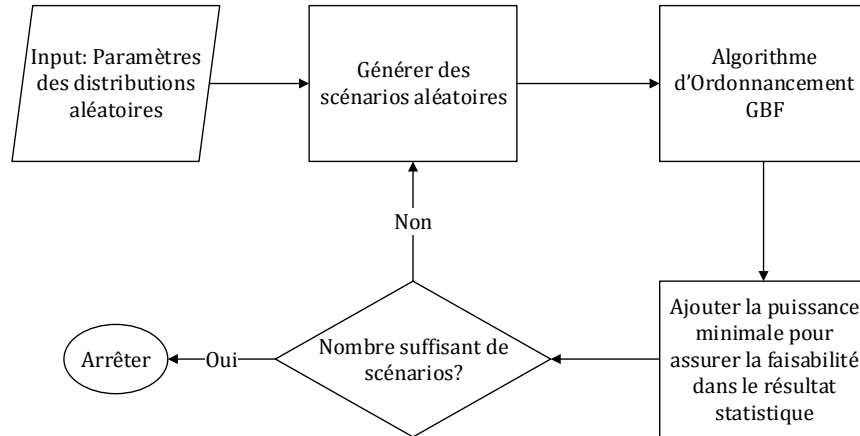 Input: Paramètres
des distributions
aléatoires
Générer des
scénarios aléatoires
Algorithme
d'Ordonnancement
GBF
Non
Ajouter la puissance
minimale pour
assurer la faisabilité
dans le résultat
statistique
Nombre suffisant de
scénarios?
Oui
Arrêter